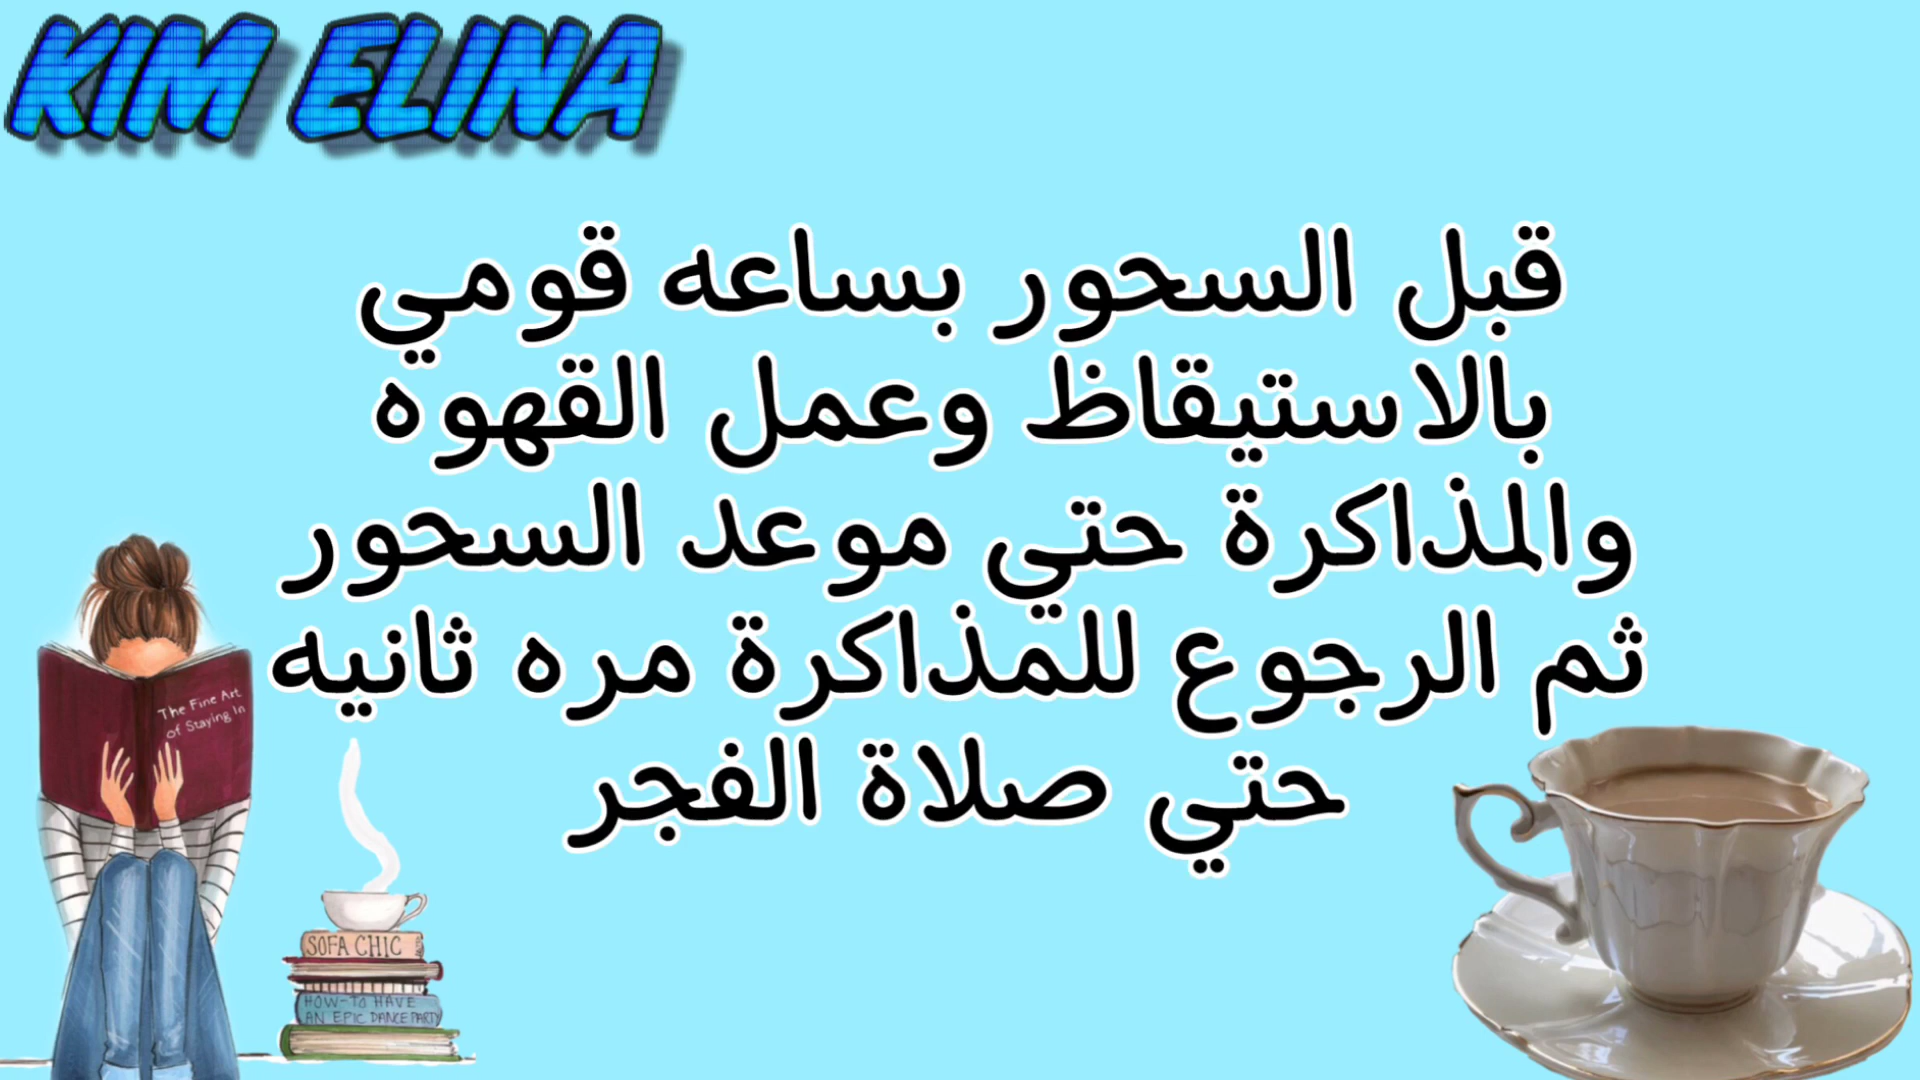 KIM ELINA
قبل السحور بساعه قومي
بالاستيقاظ وعمل القهوه
والمذاكرة حتي موعد السحور
ثم الرجوع للمذاكرة مره ثانيه
حتي صلاة الفجر
The Fine Art
of Staying In
SOFA CHIC
HOW-TO HAVE
AN EPIC DANCE PARTY